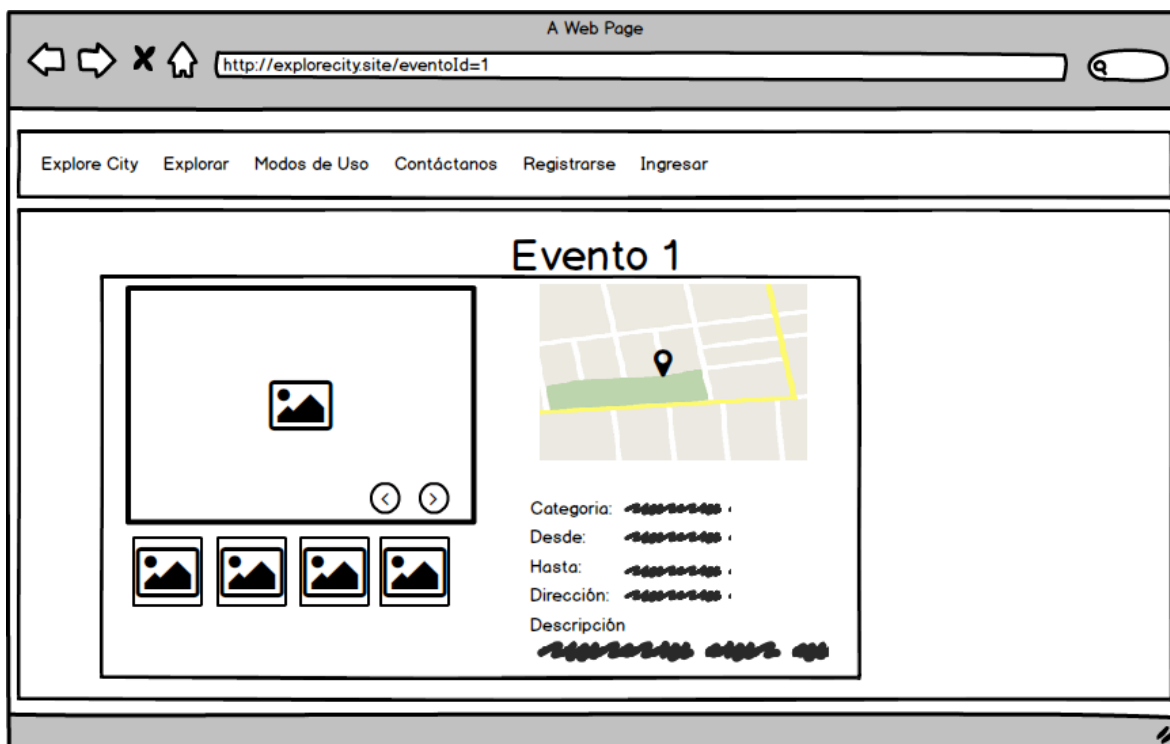 A Web Page
http://explorecity.site/eventoId=1
Explore City Explorar Modos de Uso Contáctanos Registrarse Ingresar
Evento 1
Categoria:
Desde:
Hasta:
Dirección:
Descripción